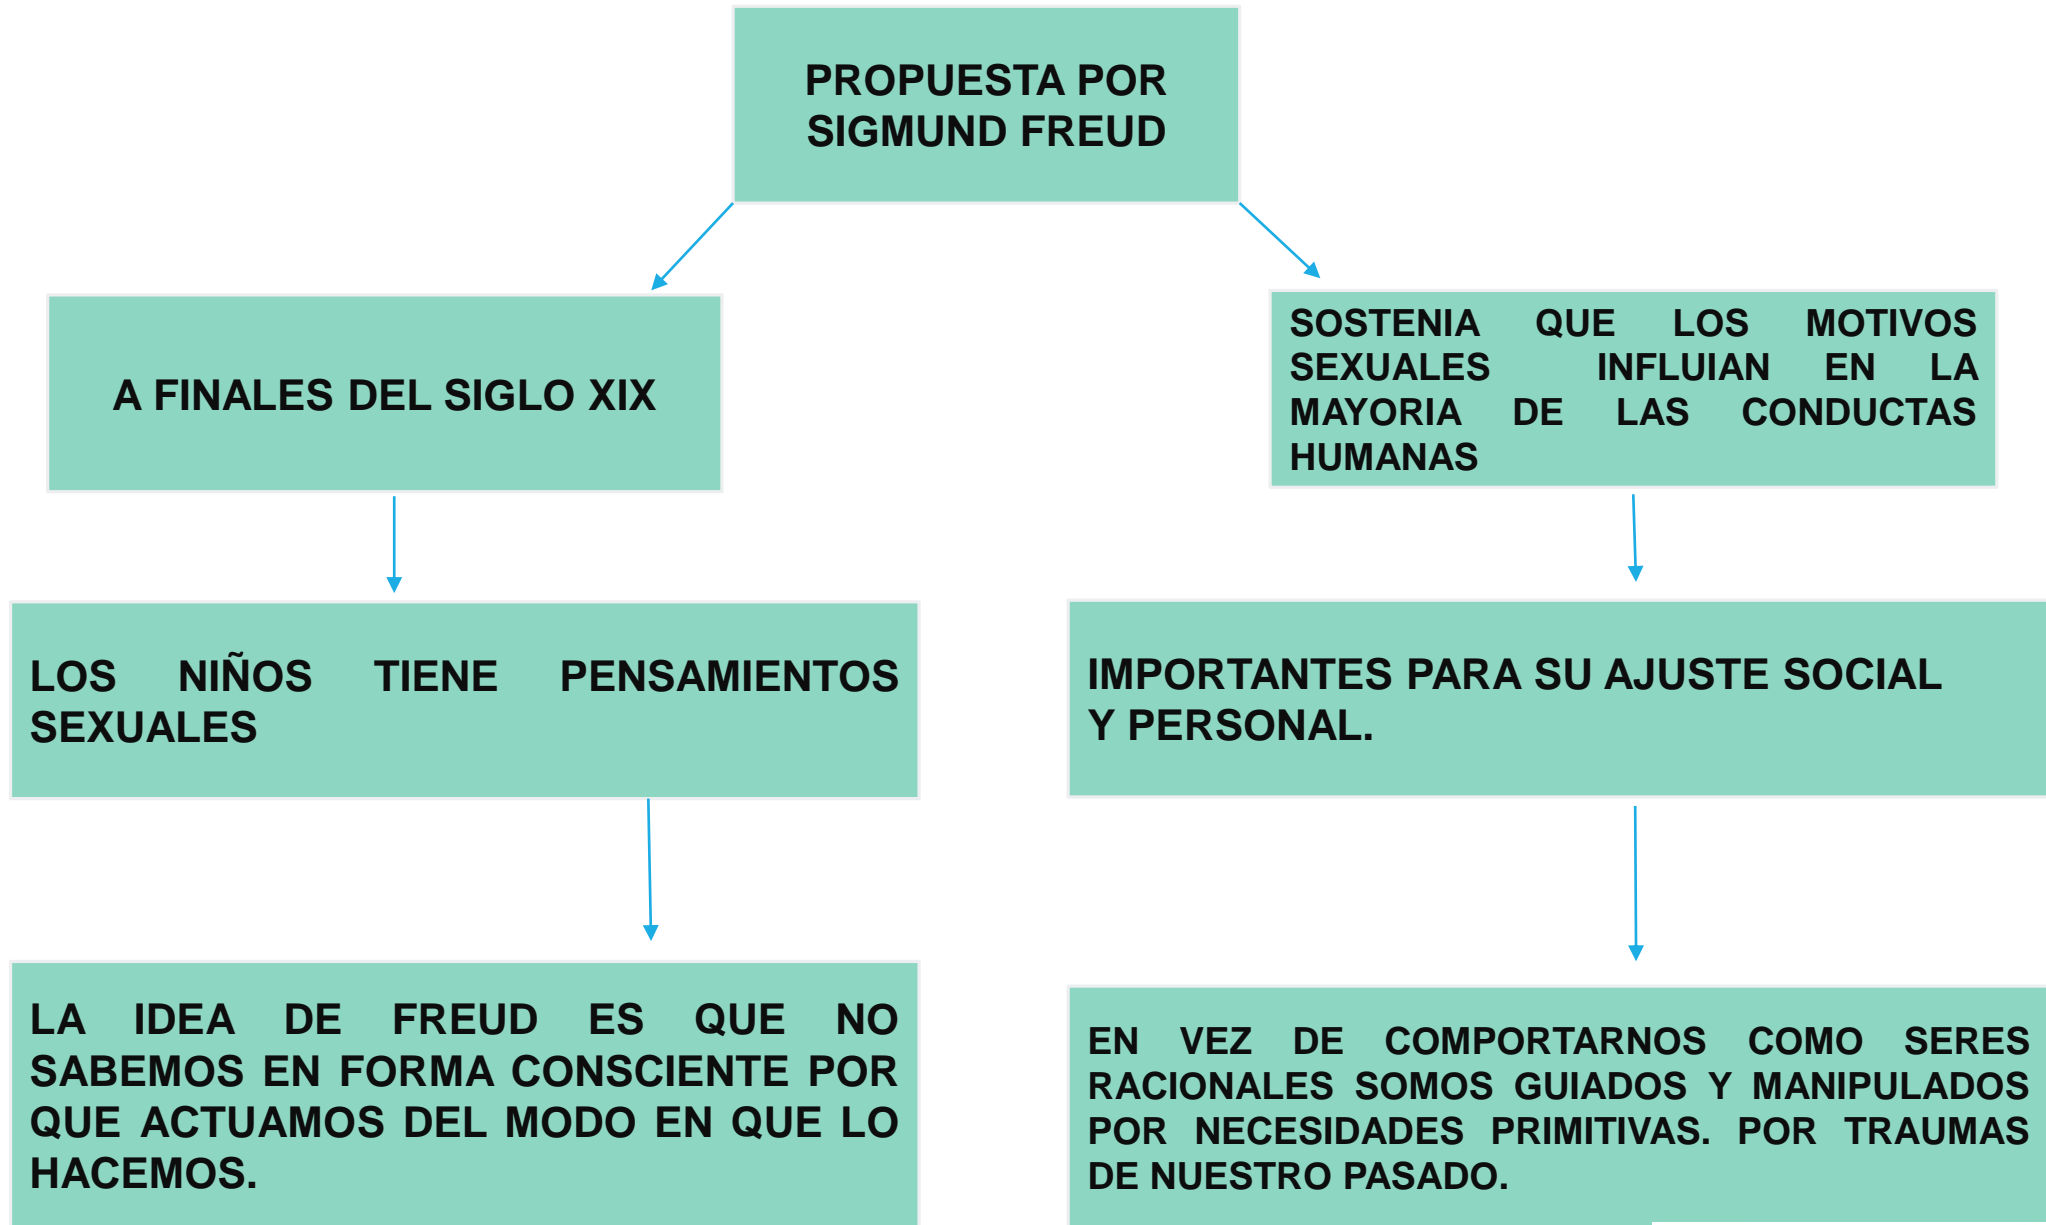 PROPUESTA POR
SIGMUND FREUD
A FINALES DEL SIGLO XIX
SOSTENIA QUE LOS MOTIVOS
SEXUALES INFLUIAN EN LA
MAYORIA DE LAS CONDUCTAS
HUMANAS
LOS NIÑOS TIENE PENSAMIENTOS
SEXUALES
IMPORTANTES PARA SU AJUSTE SOCIAL
Y PERSONAL.
LA IDEA DE FREUD ES QUE NO
SABEMOS EN FORMA CONSCIENTE POR
QUE ACTUAMOS DEL MODO EN QUE LO
HACEMOS.
EN VEZ DE COMPORTARNOS COMO SERES
RACIONALES SOMOS GUIADOS Y MANIPULADOS
POR NECESIDADES PRIMITIVAS. POR TRAUMAS
DE NUESTRO PASADO.